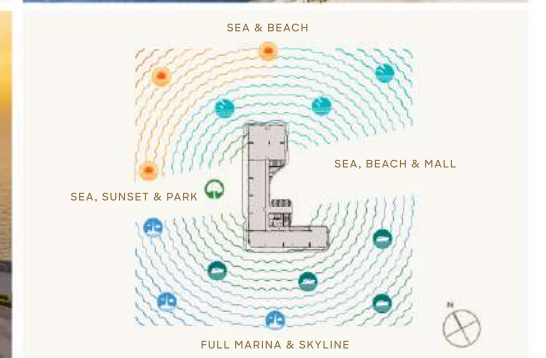 SEA & BEACH
SEA, BEACH & MALL
SEA, SUNSET & PARK
N
FULL MARINA & SKYLINE